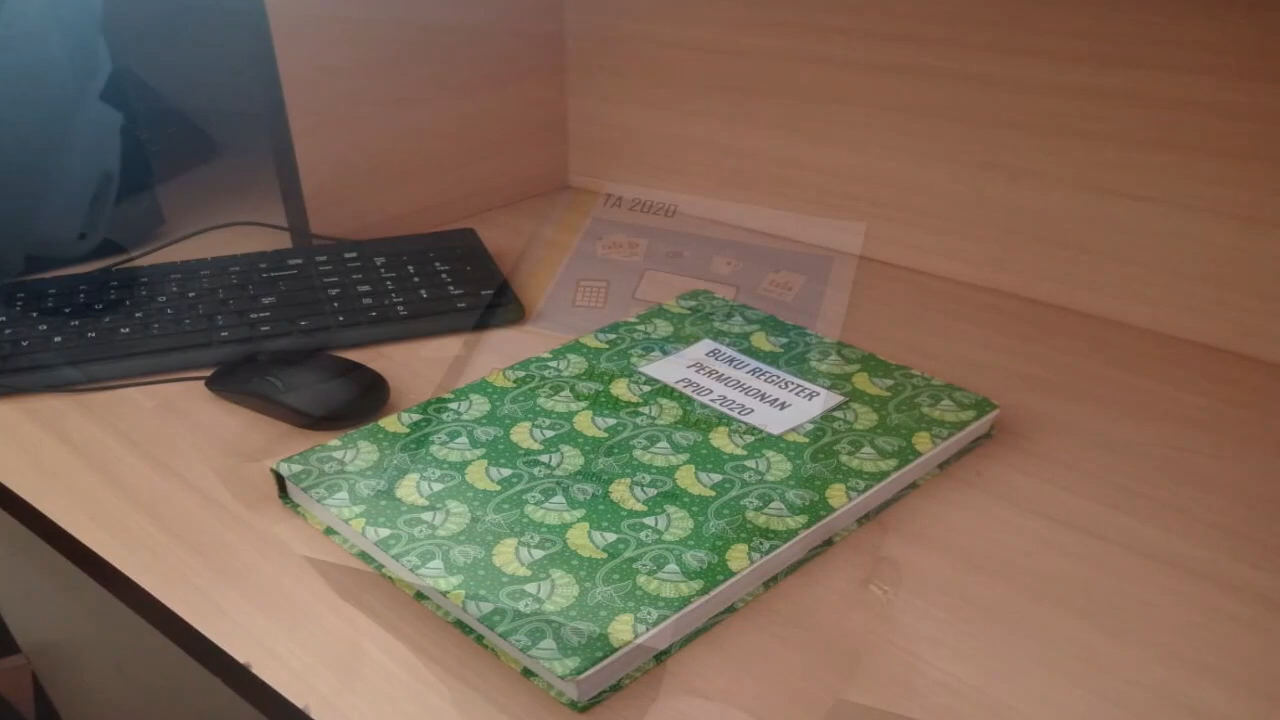 TA 2020
BUKU REGISTER
PERMOHONAN
PPID 2020